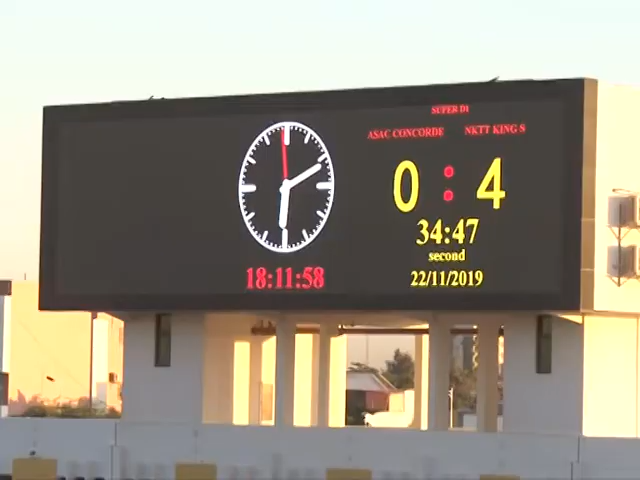 SUPER D1
ASAC CONCORDE NKTT KING S
0 : 4
34:47
second
18:11:58
22/11/2019